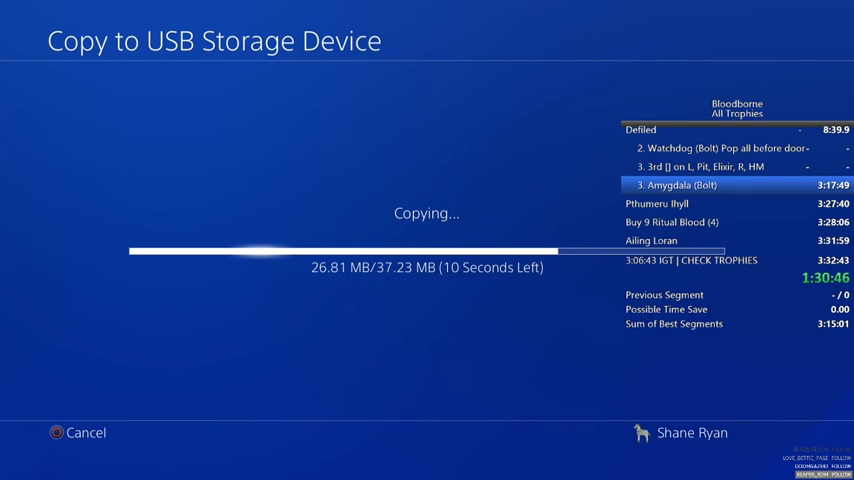 Copy to USB Storage Device
Bloodborne
All Trophies
Defiled - 8:39.9
2. Watchdog (Bolt) Pop all before door- -
3. 3rd [] on L, Pit, Elixir, R, HM - -
3. Amygdala (Bolt) 3:17:49
Pthumeru Ihyll 3:27:40
Buy 9 Ritual Blood (4) 3:28:06
Ailing Loran 3:31:59
3:06:43 IGT | CHECK TROPHIES 3:32:43
1:30:46
Previous Segment - / 0
Possible Time Save 0.00
Sum of Best Segments 3:15:01
Copying...
26.81 MB/37.23 MB (10 Seconds Left)
Cancel
Shane Ryan
LOVE_BETTIE_PAGE FOLLOW
FOLLOW
FOLLOW